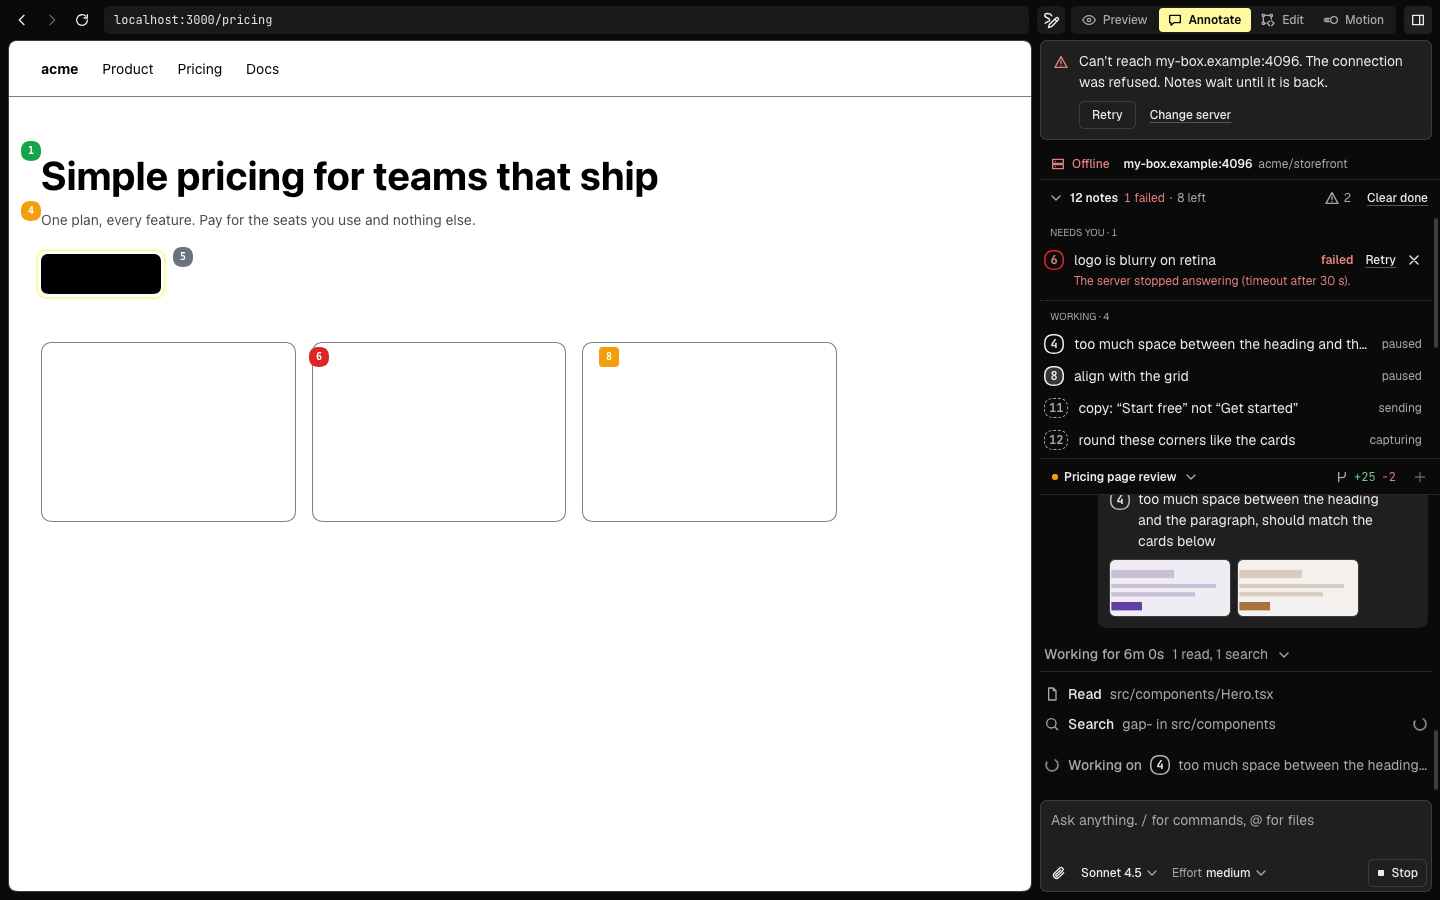 localhost:3000/pricing
Preview
Annotate
Edit
Motion
acme
Product
Pricing
Docs
1
Simple pricing for teams that ship
4
One plan, every feature. Pay for the seats you use and nothing else.
5
6
8
Can't reach my-box.example:4096. The connection
was refused. Notes wait until it is back.
Retry
Change server
Offline my-box.example:4096 acme/storefront
12 notes 1 failed · 8 left
2
Clear done
NEEDS YOU · 1
6 logo is blurry on retina failed Retry
The server stopped answering (timeout after 30 s).
WORKING · 4
4 too much space between the heading and th… paused
8 align with the grid paused
11 copy: “Start free” not “Get started” sending
12 round these corners like the cards capturing
Pricing page review
+25 -2
4 too much space between the heading
and the paragraph, should match the
cards below
Working for 6m 0s 1 read, 1 search
Read src/components/Hero.tsx
Search gap- in src/components
Working on 4 too much space between the heading…
Ask anything. / for commands, @ for files
Sonnet 4.5
Effort medium
Stop